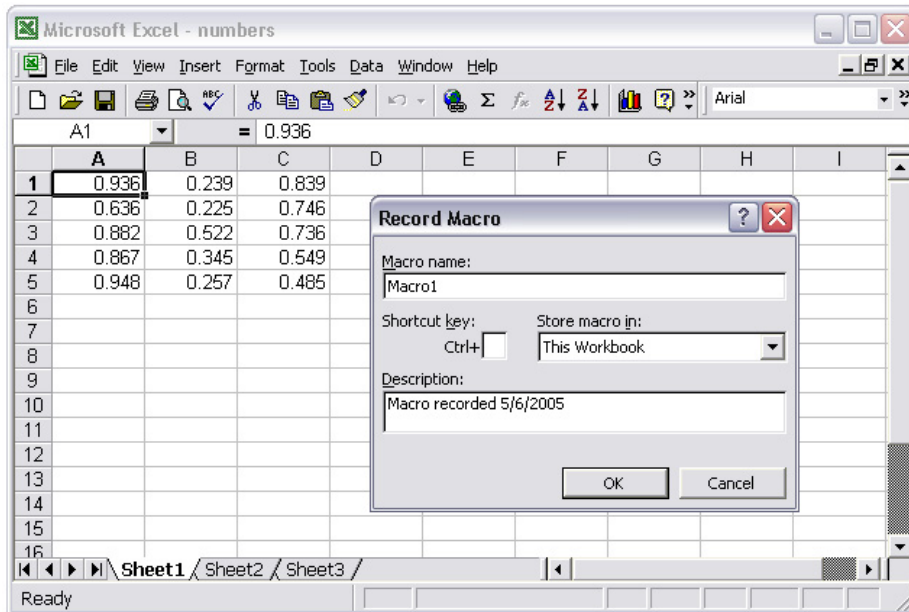 Microsoft Excel - numbers
File Edit View Insert Format Tools Data Window Help
ABC Σ fx A Z Z A ? » Arial »
A1 = 0.936
A B C D E F G H I
1 0.936 0.239 0.839
2 0.636 0.225 0.746
3 0.882 0.522 0.736
4 0.867 0.345 0.549
5 0.948 0.257 0.485
6
7
8
9
10
11
12
13
14
15
16
Record Macro ?
Macro name:
Macro1
Shortcut key: Store macro in:
Ctrl+ This Workbook
Description:
Macro recorded 5/6/2005
OK Cancel
Sheet1 / Sheet2 / Sheet3 /
Ready